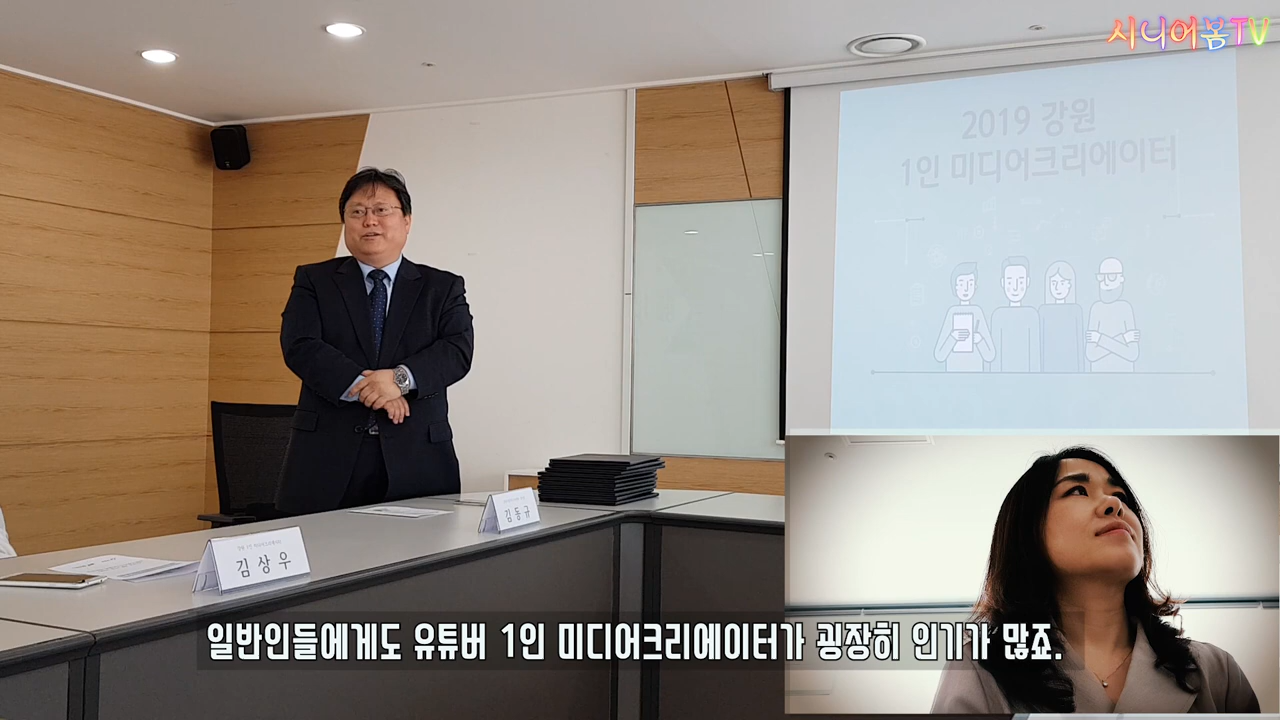 시니어봄TV
2019 강원
1인 미디어크리에이터
김동규
김상우
일반인들에게도 유튜버 1인 미디어크리에이터가 굉장히 인기가 많죠.